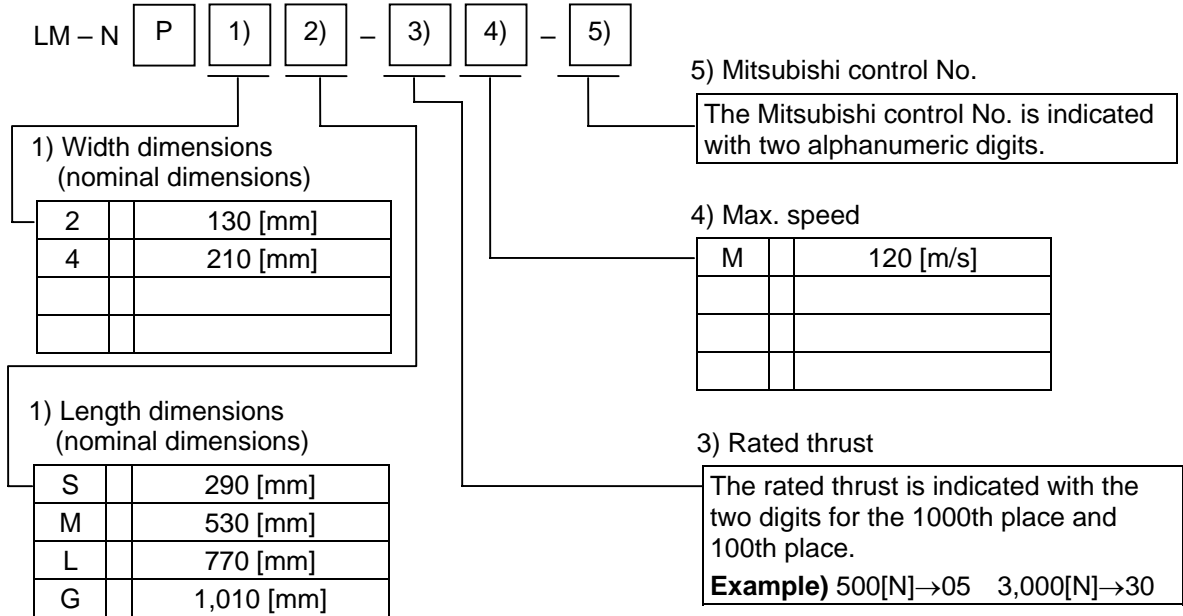 LM – N P 1) 2) – 3) 4) – 5)
5) Mitsubishi control No.
The Mitsubishi control No. is indicated
with two alphanumeric digits.
1) Width dimensions
(nominal dimensions)
2 130 [mm]
4 210 [mm]
4) Max. speed
M 120 [m/s]
1) Length dimensions
(nominal dimensions)
S 290 [mm]
M 530 [mm]
L 770 [mm]
G 1,010 [mm]
3) Rated thrust
The rated thrust is indicated with the
two digits for the 1000th place and
100th place.
Example) 500[N]→05 3,000[N]→30